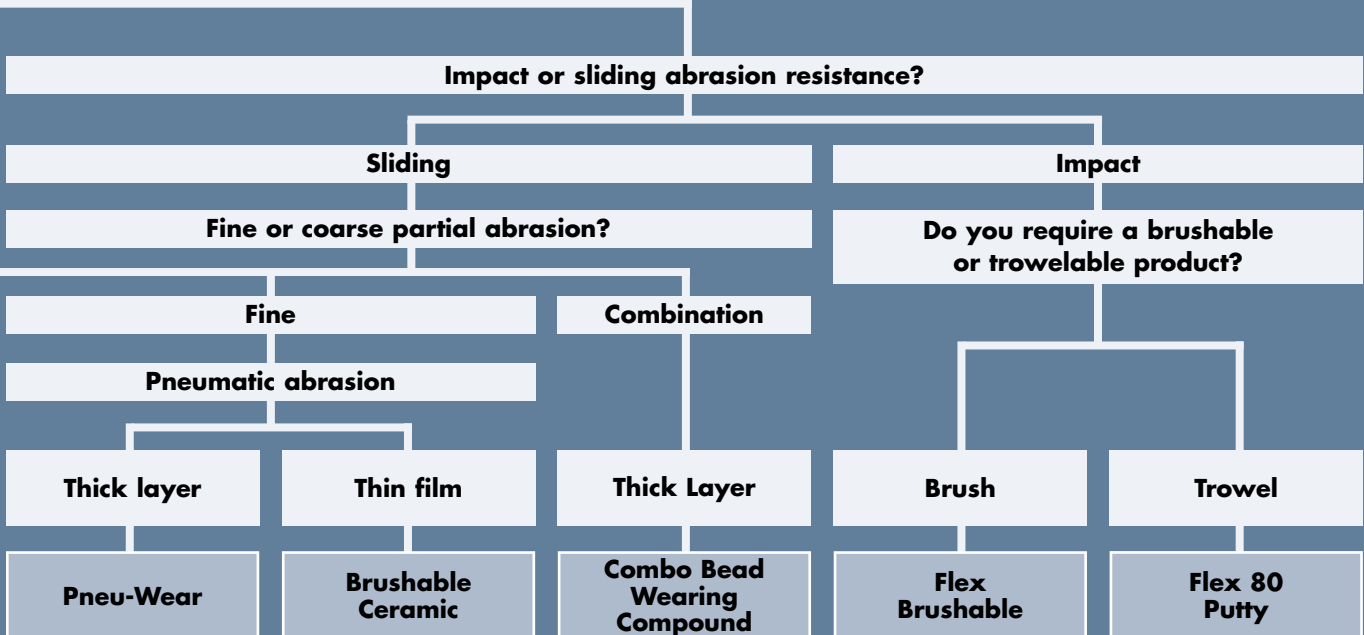 Impact or sliding abrasion resistance?
Sliding
Impact
Fine or coarse partial abrasion?
Do you require a brushable
or trowelable product?
Fine
Combination
Pneumatic abrasion
Thick layer
Thin film
Thick Layer
Brush
Trowel
Pneu-Wear
Brushable
Ceramic
Combo Bead
Wearing
Compound
Flex
Brushable
Flex 80
Putty